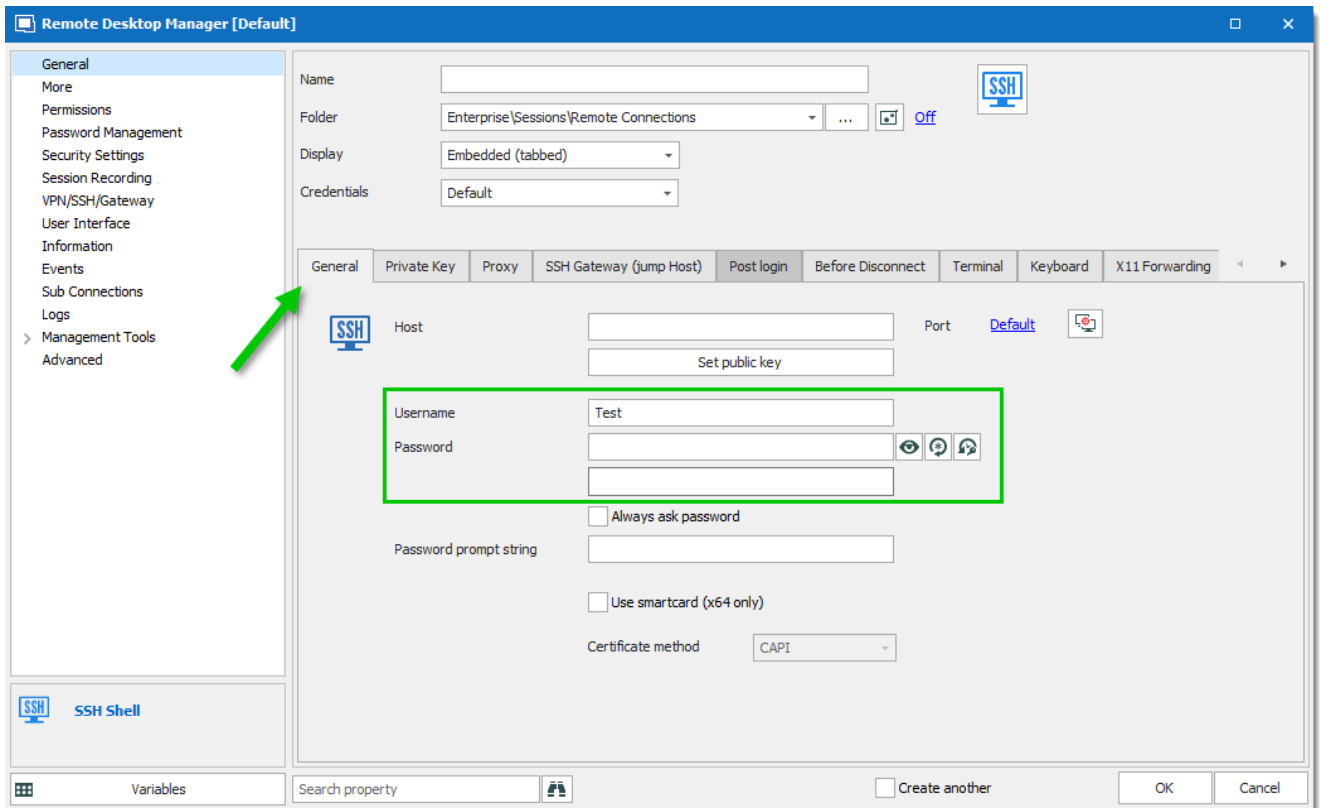 Remote Desktop Manager [Default]
General
More
Permissions
Password Management
Security Settings
Session Recording
VPN/SSH/Gateway
User Interface
Information
Events
Sub Connections
Logs
Management Tools
Advanced
SSH
SSH Shell
Variables
Name
SSH
Folder Enterprise\Sessions\Remote Connections ... Off
Display Embedded (tabbed)
Credentials Default
General Private Key Proxy SSH Gateway (jump Host) Post login Before Disconnect Terminal Keyboard X11 Forwarding
SSH Host Port Default
Set public key
Username Test
Password
Always ask password
Password prompt string
Use smartcard (x64 only)
Certificate method CAPI
Search property Create another OK Cancel